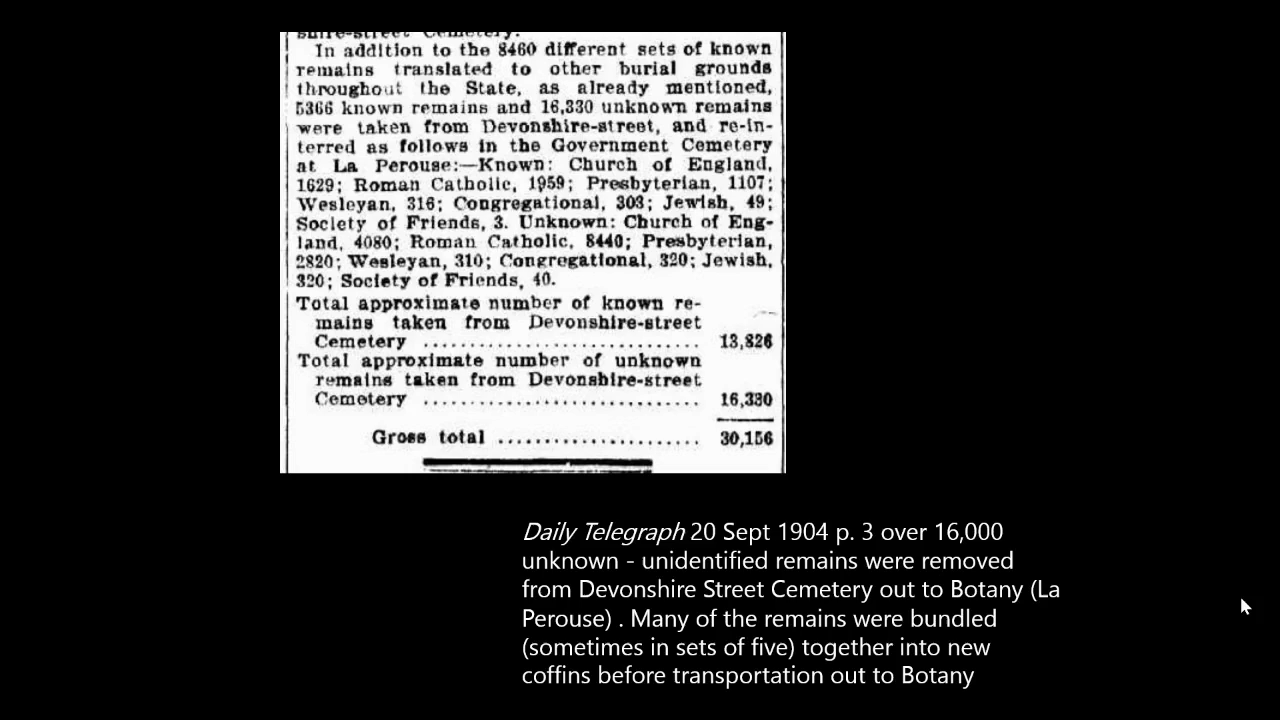 shire-street Cemetery.
In addition to the 8460 different sets of known
remains translated to other burial grounds
throughout the State, as already mentioned,
5366 known remains and 16,330 unknown remains
were taken from Devonshire-street, and re-in-
terred as follows in the Government Cemetery
at La Perouse:—Known: Church of England,
1629; Roman Catholic, 1959; Presbyterian, 1107;
Wesleyan, 316; Congregational, 303; Jewish, 49;
Society of Friends, 3. Unknown: Church of Eng-
land, 4080; Roman Catholic, 8440; Presbyterian,
2820; Wesleyan, 310; Congregational, 320; Jewish,
320; Society of Friends, 40.
Total approximate number of known re-
mains taken from Devonshire-street
Cemetery ............................ 13,826
Total approximate number of unknown
remains taken from Devonshire-street
Cemetery ............................ 16,330
Gross total ..................... 30,156
Daily Telegraph 20 Sept 1904 p. 3 over 16,000
unknown - unidentified remains were removed
from Devonshire Street Cemetery out to Botany (La
Perouse) . Many of the remains were bundled
(sometimes in sets of five) together into new
coffins before transportation out to Botany